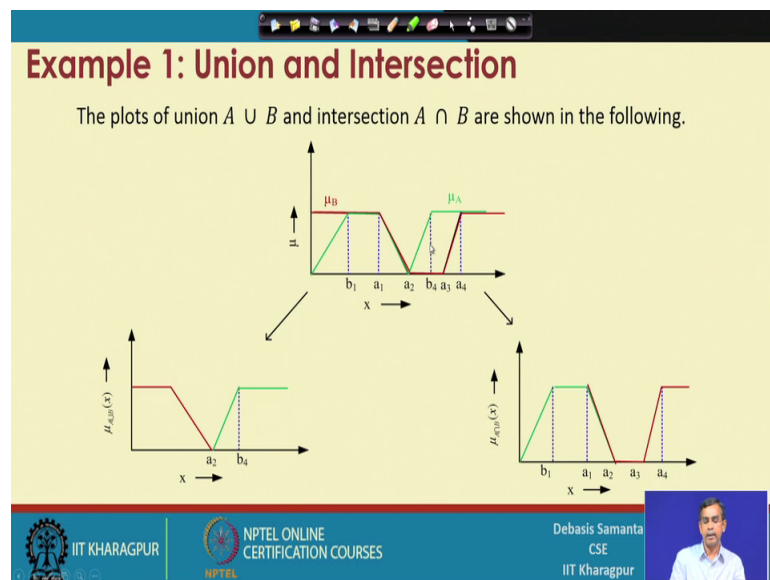 Example 1: Union and Intersection
The plots of union A ∪ B and intersection A ∩ B are shown in the following.
μB
μA
μ
b1 a1 a2 b4 a3 a4
x
μA∪B(x)
a2 b4
x
μA∩B(x)
b1 a1 a2 a3 a4
x
IIT KHARAGPUR
NPTEL
NPTEL ONLINE
CERTIFICATION COURSES
Debasis Samanta
CSE
IIT Kharagpur